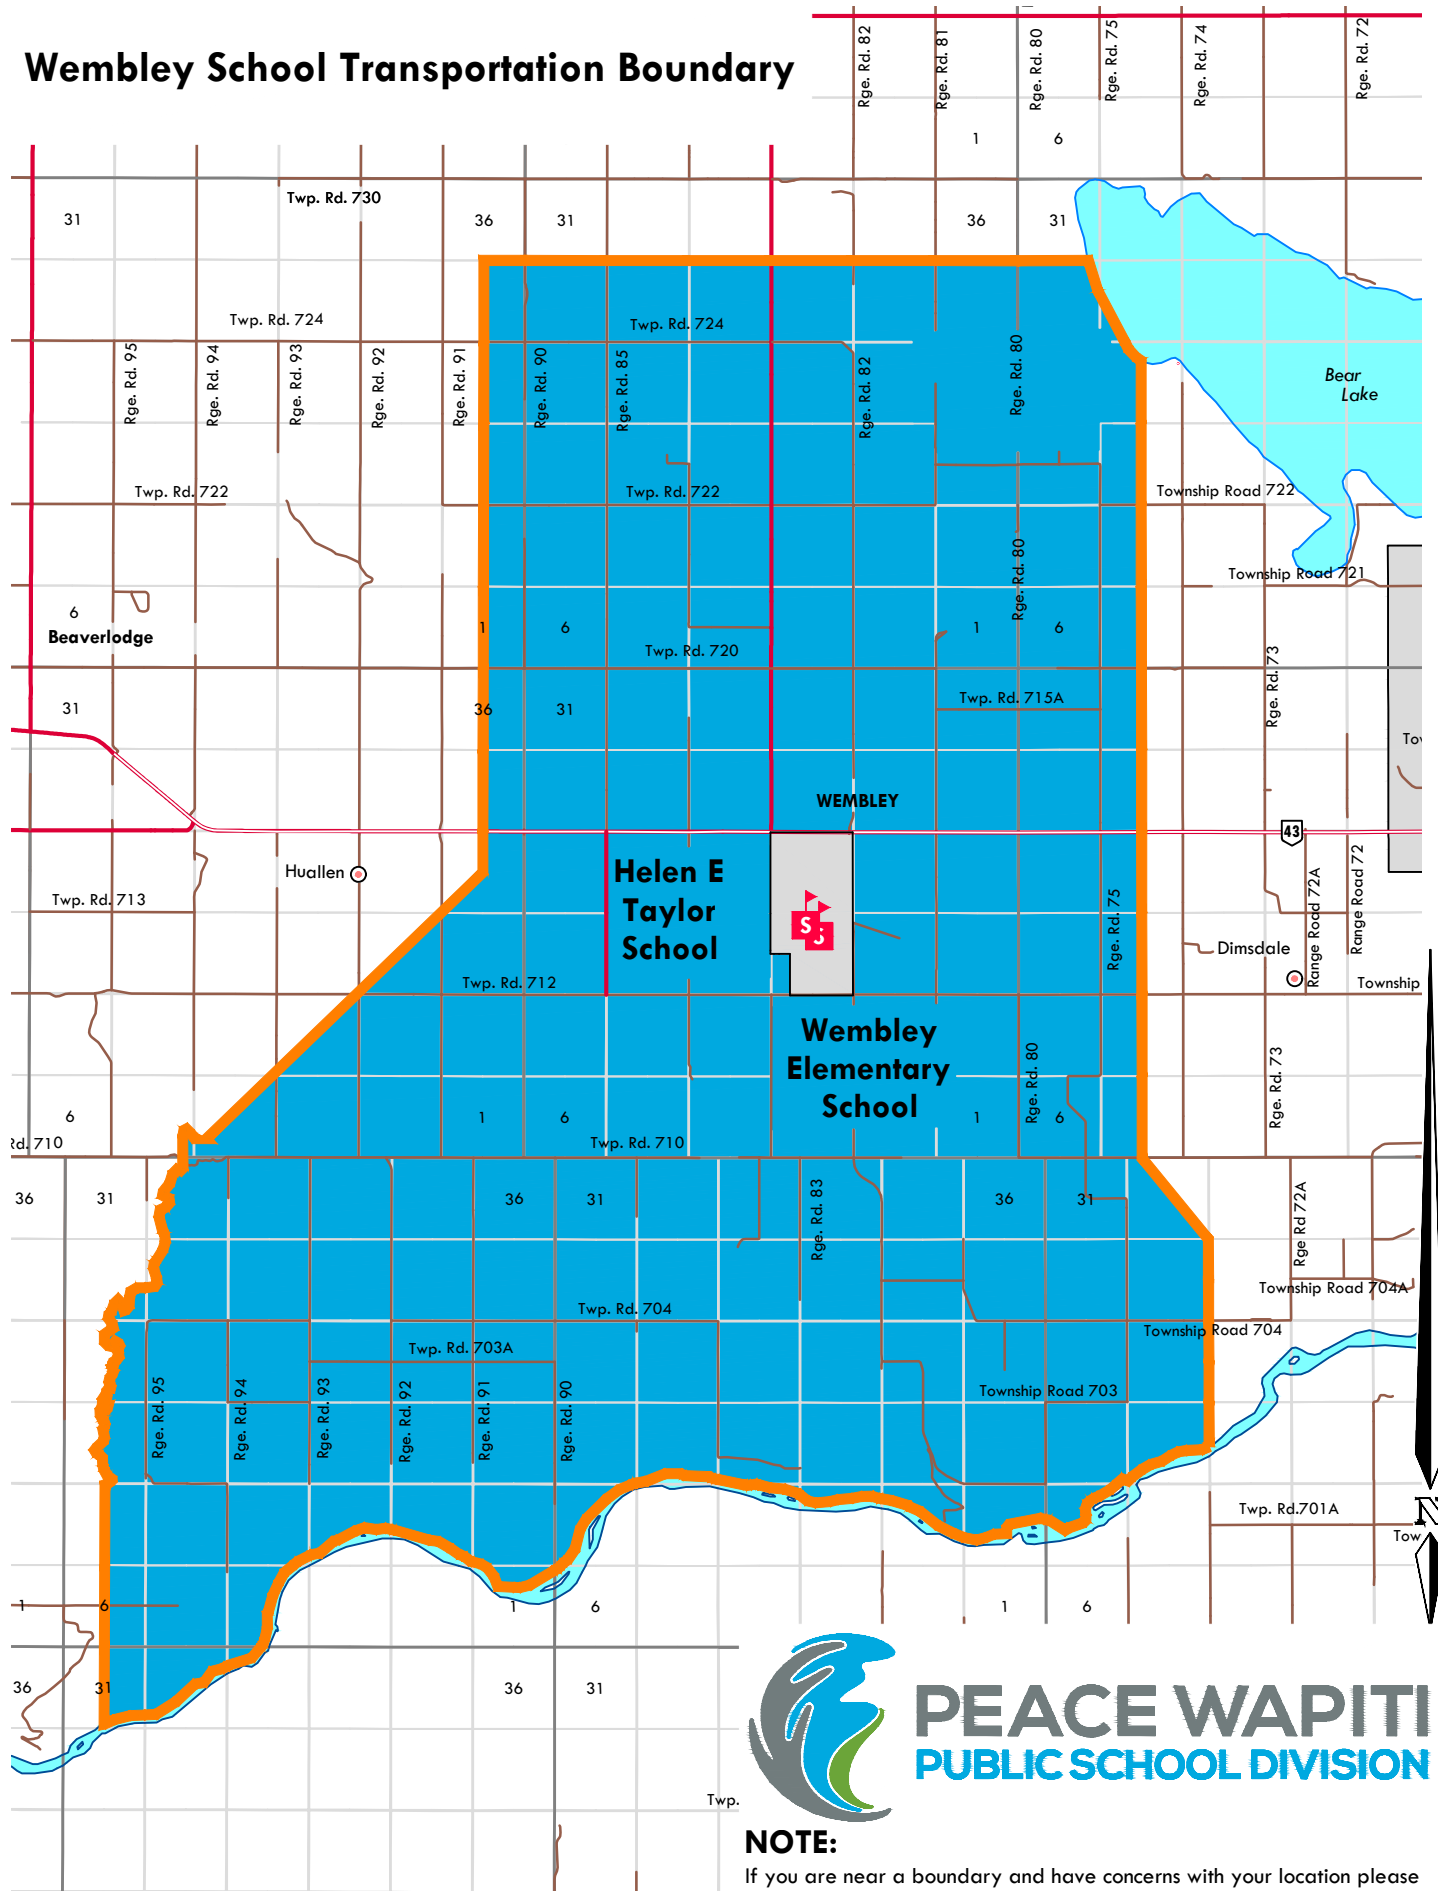 Wembley School Transportation Boundary
Rge. Rd. 82
Rge. Rd. 81
Rge. Rd. 80
Rge. Rd. 75
Rge. Rd. 74
Rge. Rd. 72
1
6
Twp. Rd. 730
31
36
31
36
31
Twp. Rd. 724
Twp. Rd. 724
Rge. Rd. 95
Rge. Rd. 94
Rge. Rd. 93
Rge. Rd. 92
Rge. Rd. 91
Rge. Rd. 90
Rge. Rd. 85
Rge. Rd. 82
Rge. Rd. 80
Bear
Lake
Twp. Rd. 722
Twp. Rd. 722
Township Road 722
Rge. Rd. 80
Township Road 721
6
Beaverlodge
1
6
1
6
Twp. Rd. 720
Rge. Rd. 73
31
36
31
Twp. Rd. 715A
Tow
WEMBLEY
43
Huallen
Helen E
Taylor
School
S
S
Rge. Rd. 75
Range Road 72A
Range Road 72
Twp. Rd. 713
Dimsdale
Twp. Rd. 712
Township
Wembley
Elementary
School
Rge. Rd. 80
Rge. Rd. 73
6
1
6
1
6
Rd. 710
Twp. Rd. 710
36
31
36
31
Rge. Rd. 83
36
31
Rge Rd 72A
Township Road 704A
Twp. Rd. 704
Township Road 704
Twp. Rd. 703A
Rge. Rd. 95
Rge. Rd. 94
Rge. Rd. 93
Rge. Rd. 92
Rge. Rd. 91
Rge. Rd. 90
Township Road 703
Twp. Rd.701A
N
Tow
1
6
1
6
1
6
36
31
36
31
PEACE WAPITI
PUBLIC SCHOOL DIVISION
Twp.
NOTE:
If you are near a boundary and have concerns with your location please